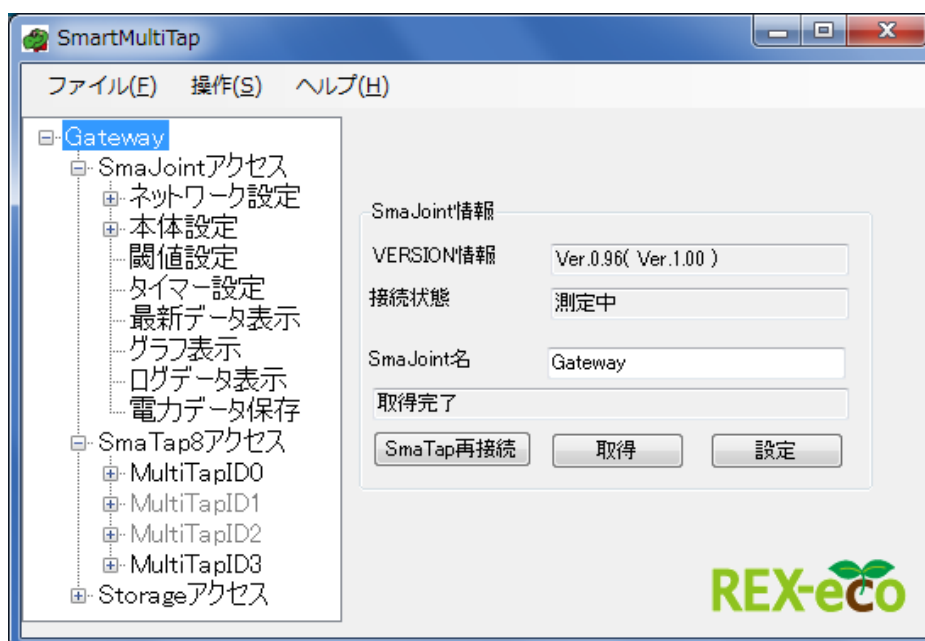 SmartMultiTap
ファイル(F) 操作(S) ヘルプ(H)
Gateway
SmaJointアクセス
ネットワーク設定
本体設定
閾値設定
タイマー設定
最新データ表示
グラフ表示
ログデータ表示
電力データ保存
SmaTap8アクセス
MultiTapID0
MultiTapID1
MultiTapID2
MultiTapID3
Storageアクセス
SmaJoint情報
VERSION情報 Ver.0.96( Ver.1.00 )
接続状態 測定中
SmaJoint名 Gateway
取得完了
SmaTap再接続 取得 設定
REX-eco